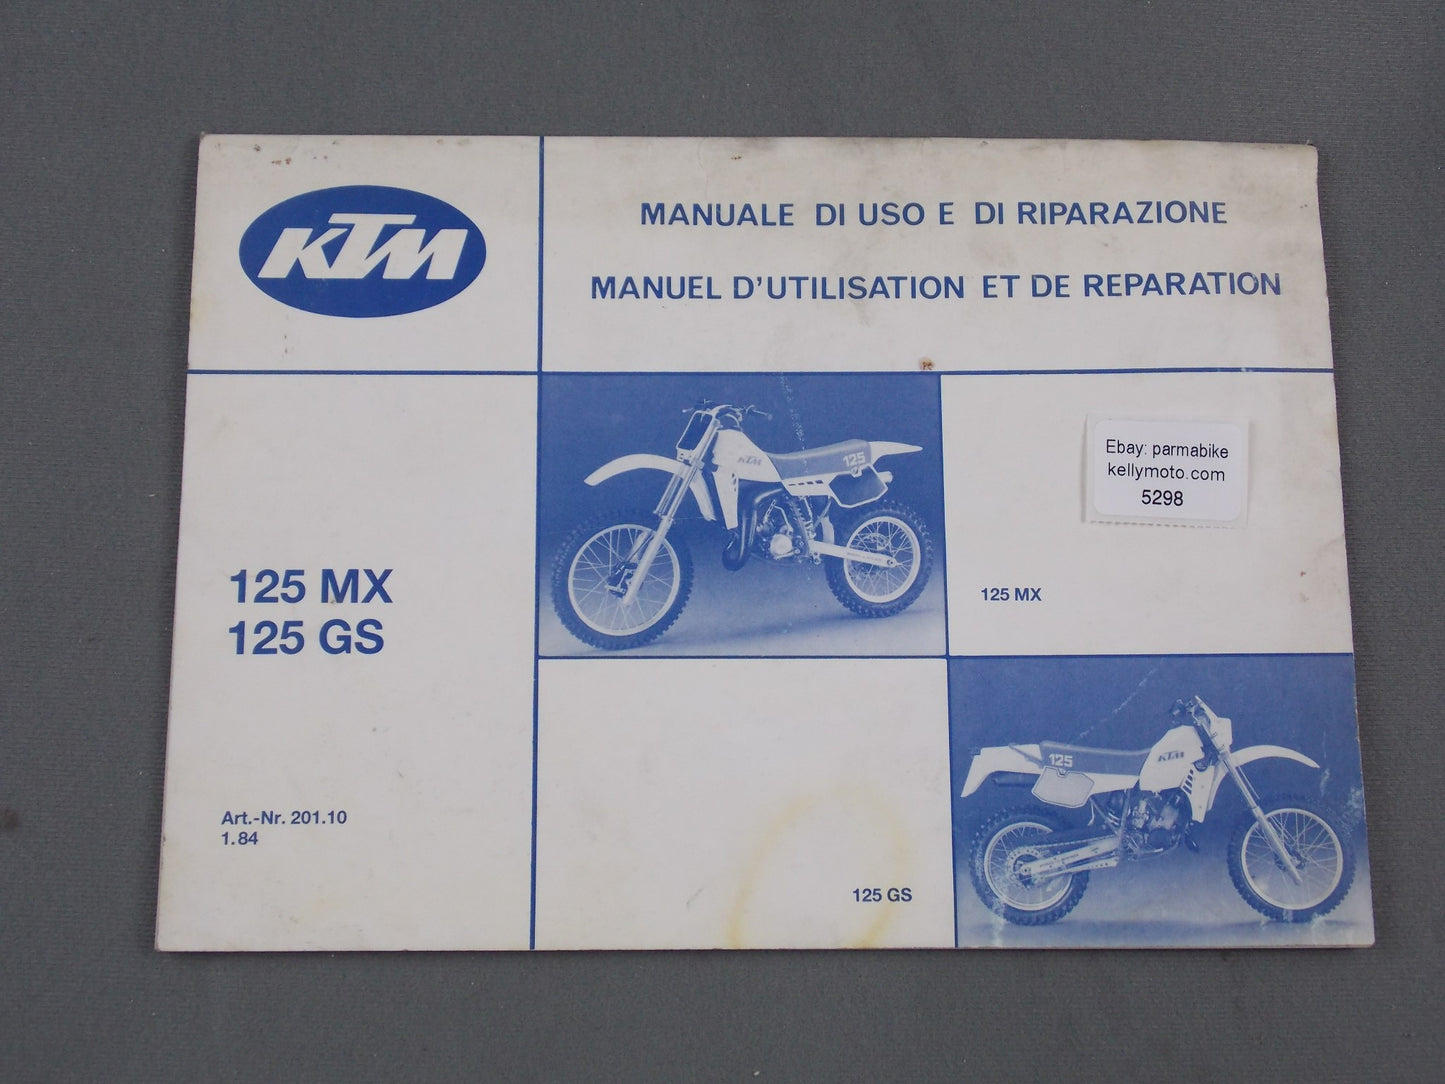 KTM
MANUALE DI USO E DI RIPARAZIONE
MANUEL D'UTILISATION ET DE REPARATION
125 MX
125 GS
Art.-Nr. 201.10
1.84
KTM
125
125 MX
Ebay: parmabike
kellymoto.com
5298
125 GS
125
KTM